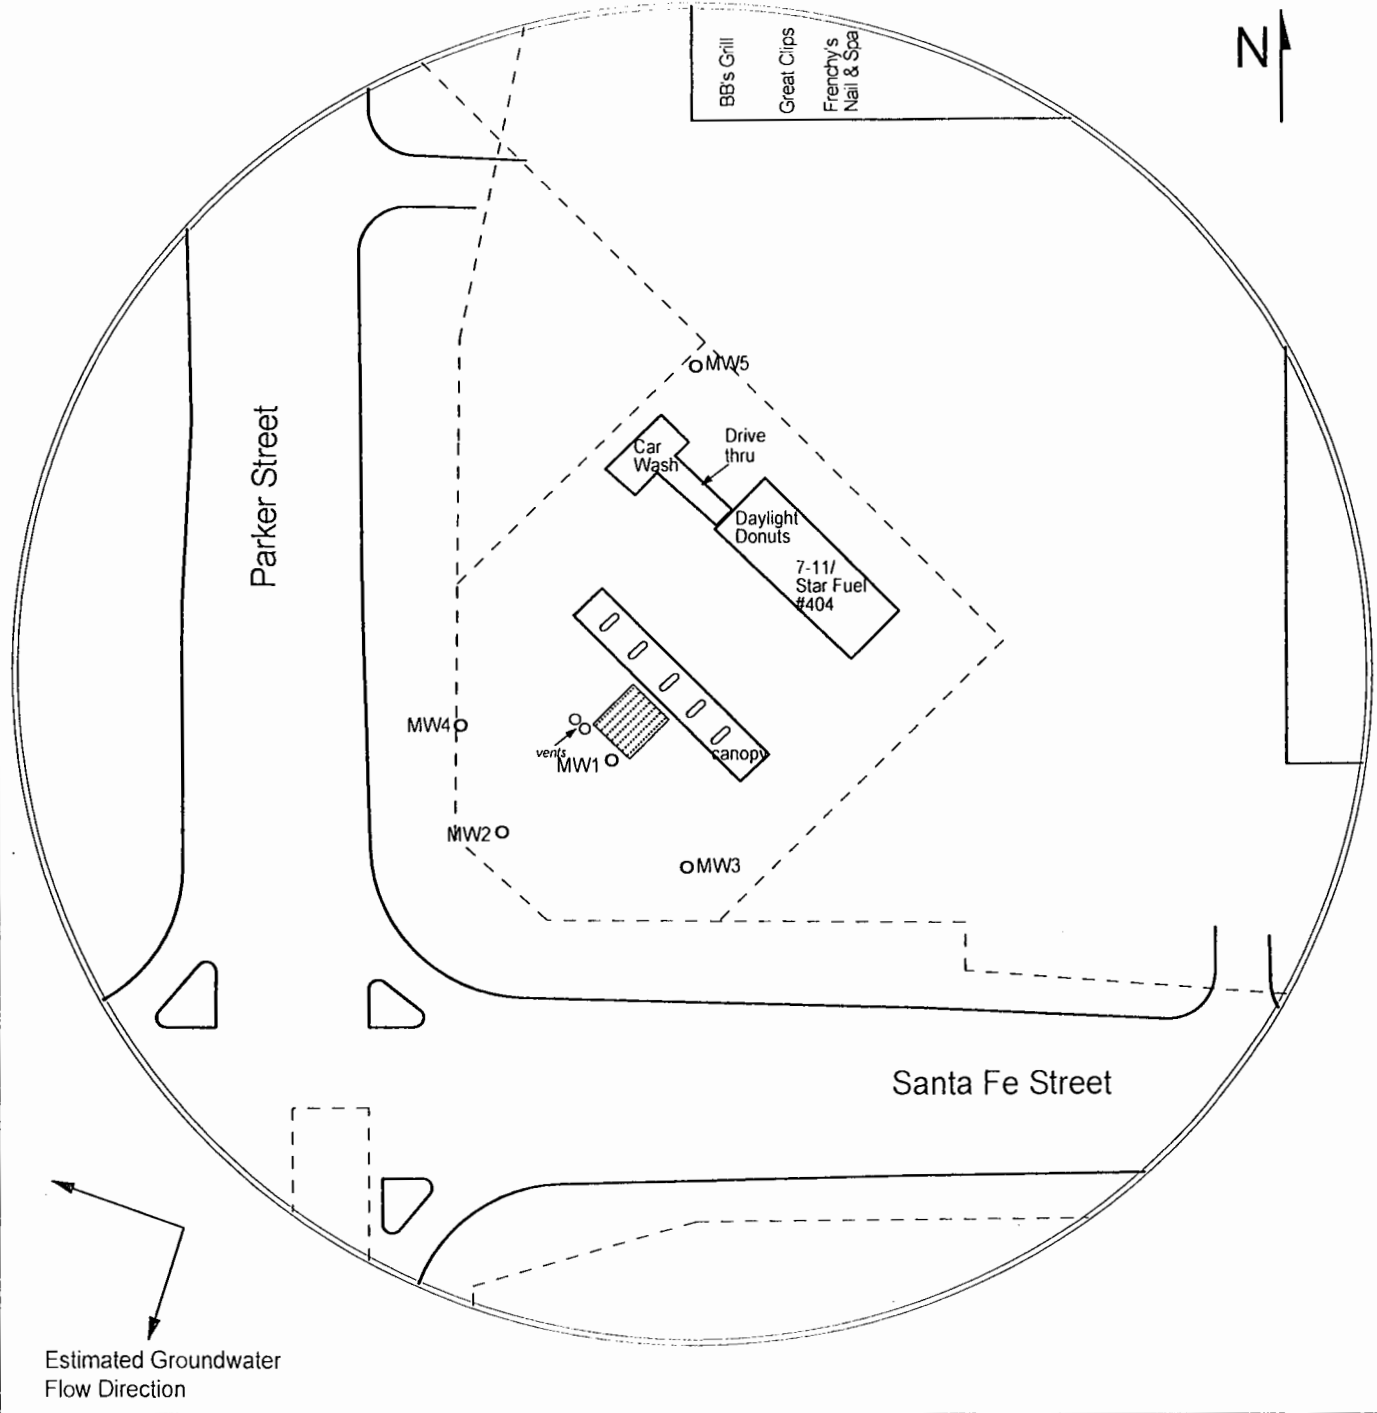 BB's Grill
Great Clips
Frenchy's
Nail & Spa
N
MW5
Parker Street
Car
Wash
Drive
thru
Daylight
Donuts
7-11/
Star Fuel
#404
MW4
vents
MW1
canopy
MW2
MW3
Santa Fe Street
Estimated Groundwater
Flow Direction